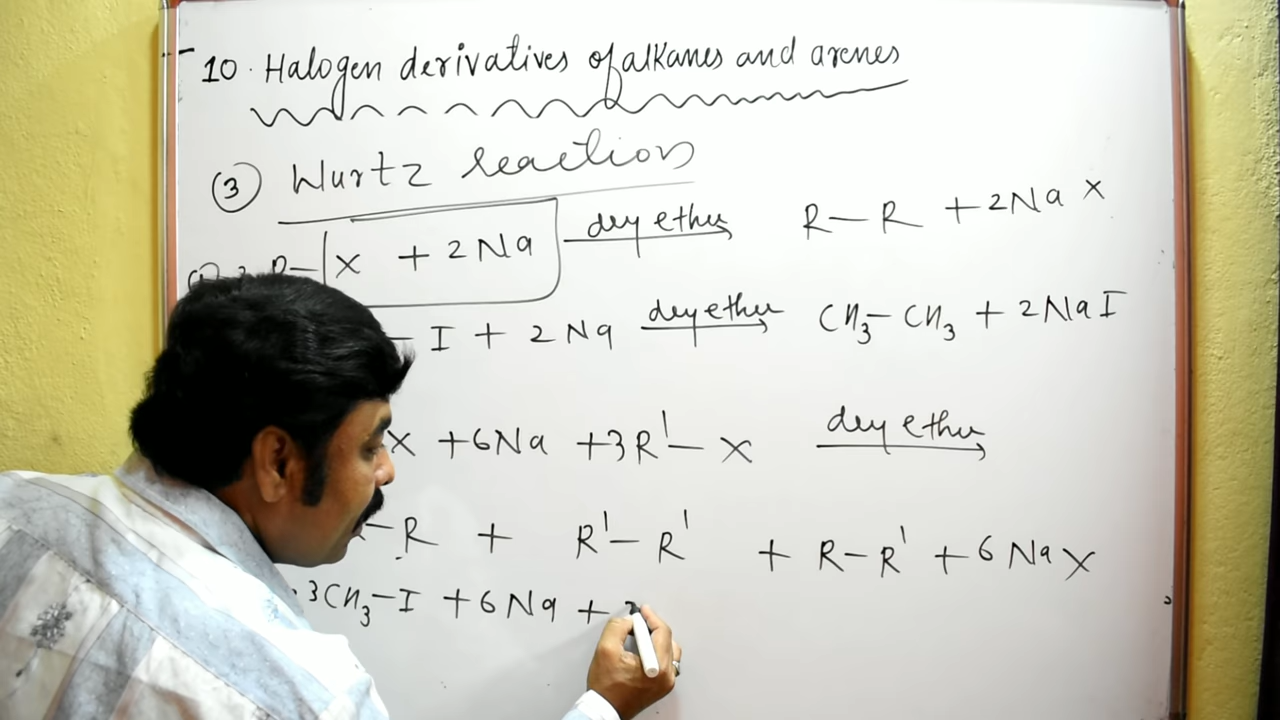 10. Halogen derivatives of alkanes and arenes
③ Wurtz reaction
R—X + 2Na dry ether R—R + 2NaX
— I + 2Na dry ether CH₃—CH₃ + 2NaI
X + 6Na + 3R'—X dry ether
—R + R'—R' + R—R' + 6NaX
3CH₃—I + 6Na +